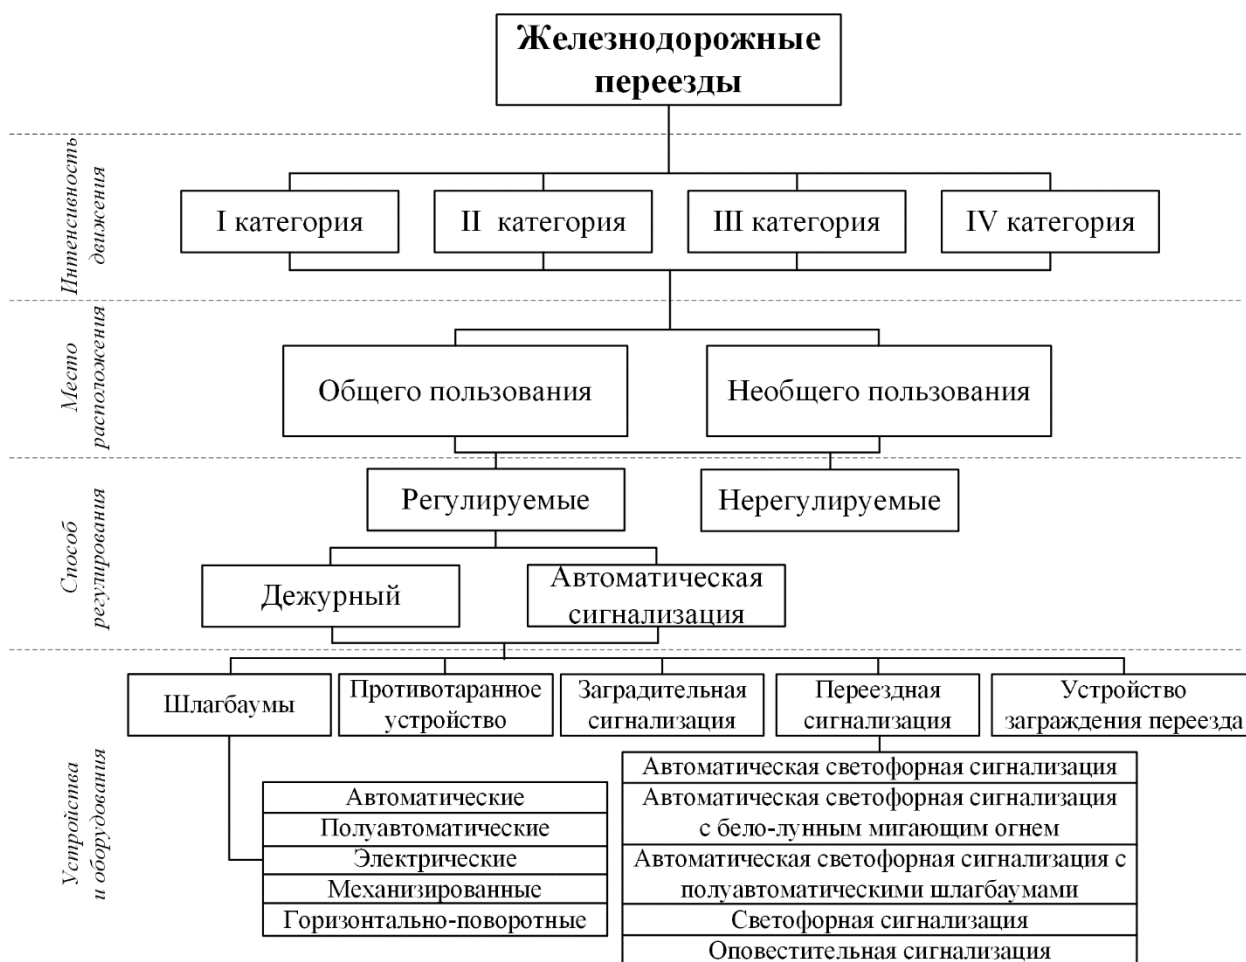 Железнодорожные
переезды
Интенсивность
движения
I категория
II категория
III категория
IV категория
Место
расположения
Общего пользования
Необщего пользования
Способ
регулирования
Регулируемые
Нерегулируемые
Дежурный
Автоматическая
сигнализация
Устройства
и оборудования
Шлагбаумы
Противотаранное
устройство
Заградительная
сигнализация
Переездная
сигнализация
Устройство
заграждения переезда
Автоматические
Полуавтоматические
Электрические
Механизированные
Горизонтально-поворотные
Автоматическая светофорная сигнализация
Автоматическая светофорная сигнализация
с бело-лунным мигающим огнем
Автоматическая светофорная сигнализация с
полуавтоматическими шлагбаумами
Светофорная сигнализация
Оповестительная сигнализация